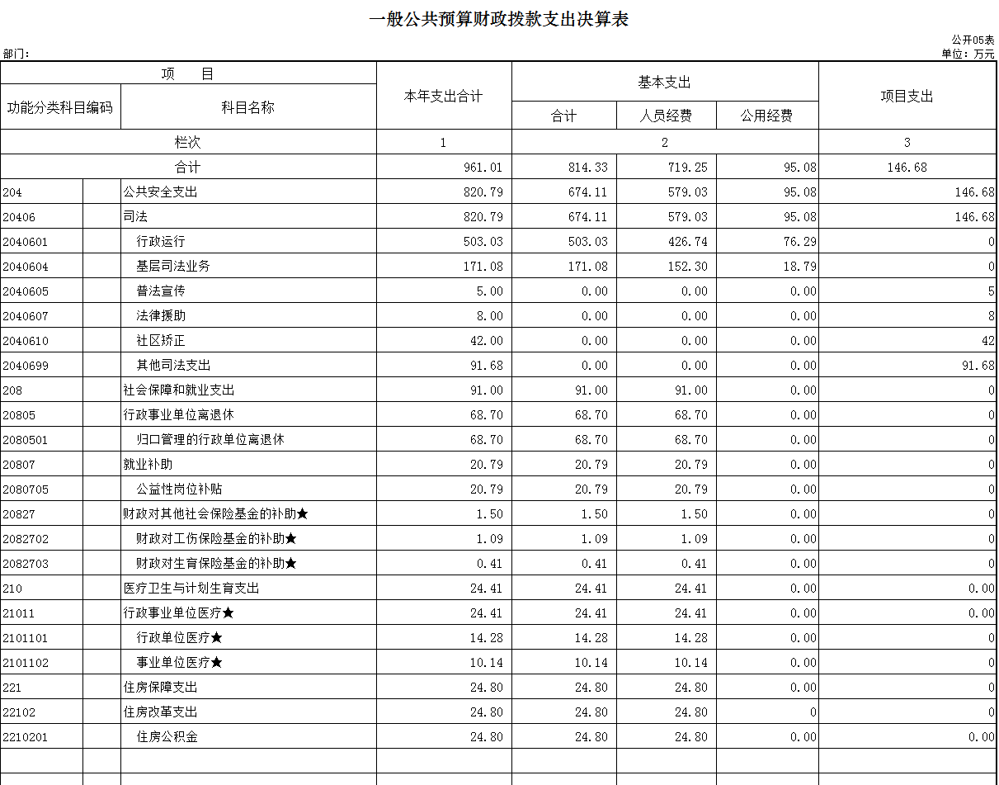 一般公共预算财政拨款支出决算表
公开05表
部门： 单位：万元
项 目 本年支出合计 基本支出 项目支出
功能分类科目编码 科目名称 合计 人员经费 公用经费
栏次 1 2 3
合计 961.01 814.33 719.25 95.08 146.68
204 公共安全支出 820.79 674.11 579.03 95.08 146.68
20406 司法 820.79 674.11 579.03 95.08 146.68
2040601 行政运行 503.03 503.03 426.74 76.29 0
2040604 基层司法业务 171.08 171.08 152.30 18.79 0
2040605 普法宣传 5.00 0.00 0.00 0.00 5
2040607 法律援助 8.00 0.00 0.00 0.00 8
2040610 社区矫正 42.00 0.00 0.00 0.00 42
2040699 其他司法支出 91.68 0.00 0.00 0.00 91.68
208 社会保障和就业支出 91.00 91.00 91.00 0.00 0
20805 行政事业单位离退休 68.70 68.70 68.70 0.00 0
2080501 归口管理的行政单位离退休 68.70 68.70 68.70 0.00 0
20807 就业补助 20.79 20.79 20.79 0.00 0
2080705 公益性岗位补贴 20.79 20.79 20.79 0.00 0
20827 财政对其他社会保险基金的补助★ 1.50 1.50 1.50 0.00 0
2082702 财政对工伤保险基金的补助★ 1.09 1.09 1.09 0.00 0
2082703 财政对生育保险基金的补助★ 0.41 0.41 0.41 0.00 0
210 医疗卫生与计划生育支出 24.41 24.41 24.41 0.00 0.00
21011 行政事业单位医疗★ 24.41 24.41 24.41 0.00 0.00
2101101 行政单位医疗★ 14.28 14.28 14.28 0.00 0
2101102 事业单位医疗★ 10.14 10.14 10.14 0.00 0
221 住房保障支出 24.80 24.80 24.80 0.00 0
22102 住房改革支出 24.80 24.80 24.80 0 0
2210201 住房公积金 24.80 24.80 24.80 0.00 0.00